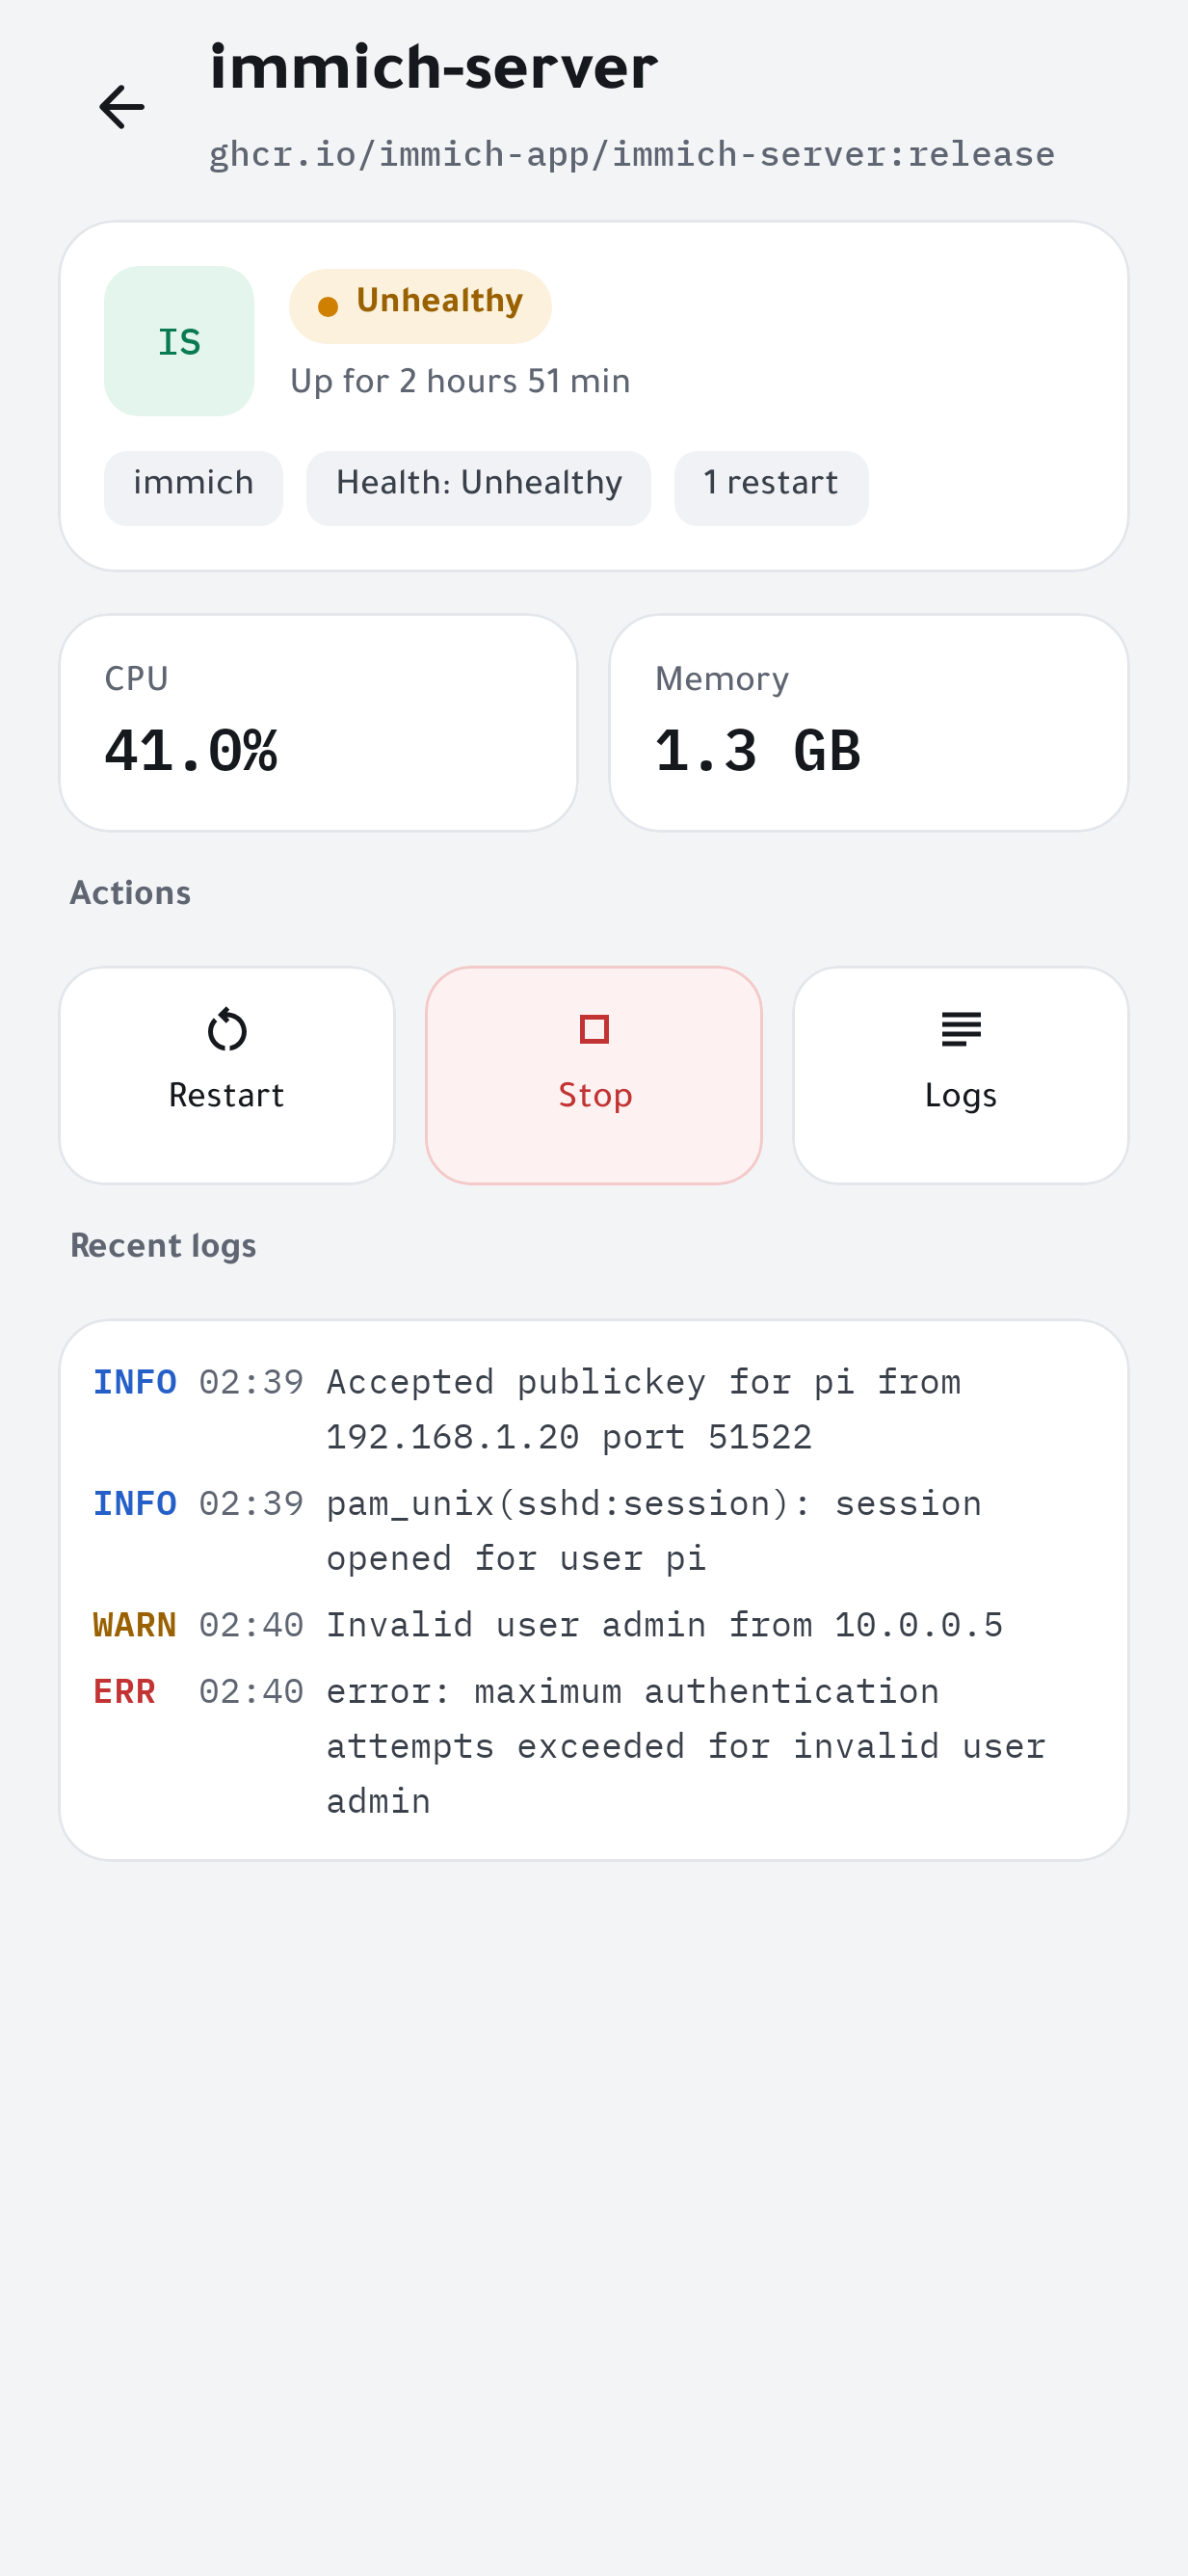 immich-server
ghcr.io/immich-app/immich-server:release
IS
Unhealthy
Up for 2 hours 51 min
immich
Health: Unhealthy
1 restart
CPU
41.0%
Memory
1.3 GB
Actions
Restart
Stop
Logs
Recent logs
INFO 02:39 Accepted publickey for pi from
192.168.1.20 port 51522
INFO 02:39 pam_unix(sshd:session): session
opened for user pi
WARN 02:40 Invalid user admin from 10.0.0.5
ERR 02:40 error: maximum authentication
attempts exceeded for invalid user
admin